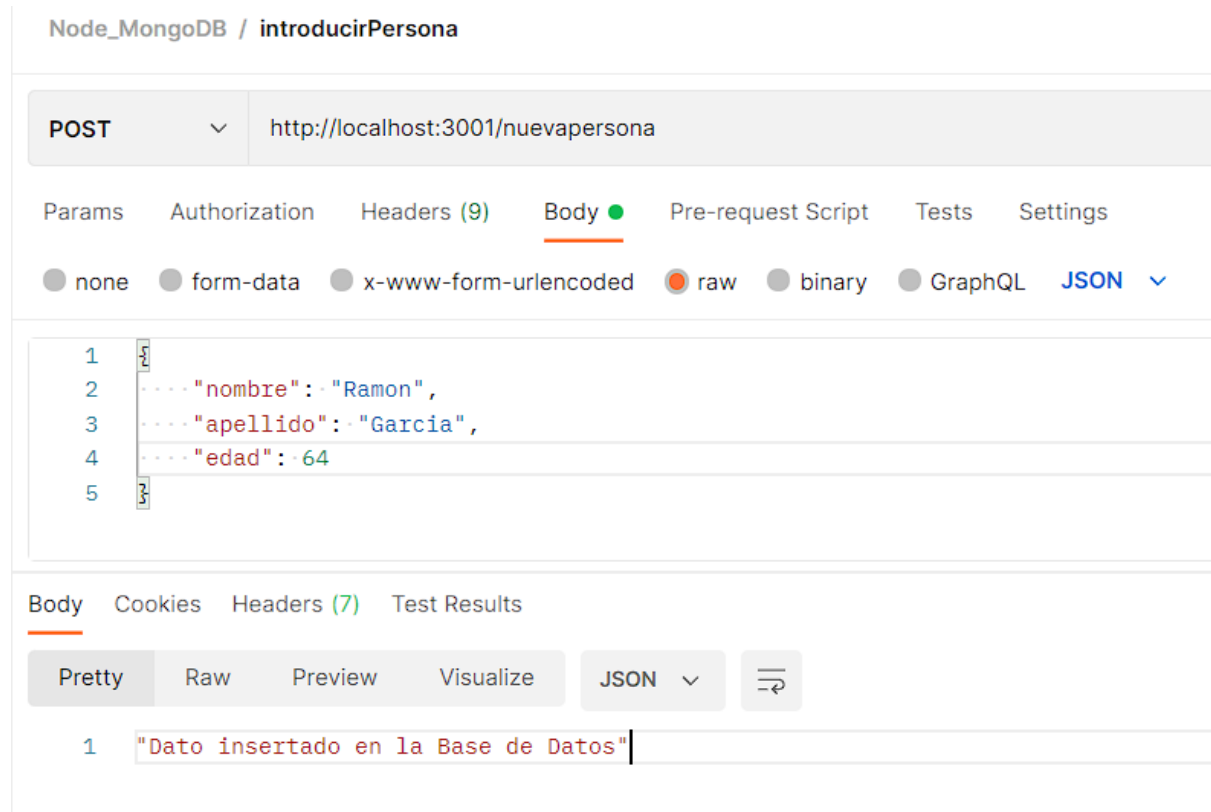 Node_MongoDB / introducirPersona
POST http://localhost:3001/nuevapersona
Params Authorization Headers (9) Body Pre-request Script Tests Settings
none form-data x-www-form-urlencoded raw binary GraphQL JSON
1 {
2 "nombre": "Ramon",
3 "apellido": "Garcia",
4 "edad": 64
5 }
Body Cookies Headers (7) Test Results
Pretty Raw Preview Visualize JSON
1 "Dato insertado en la Base de Datos"